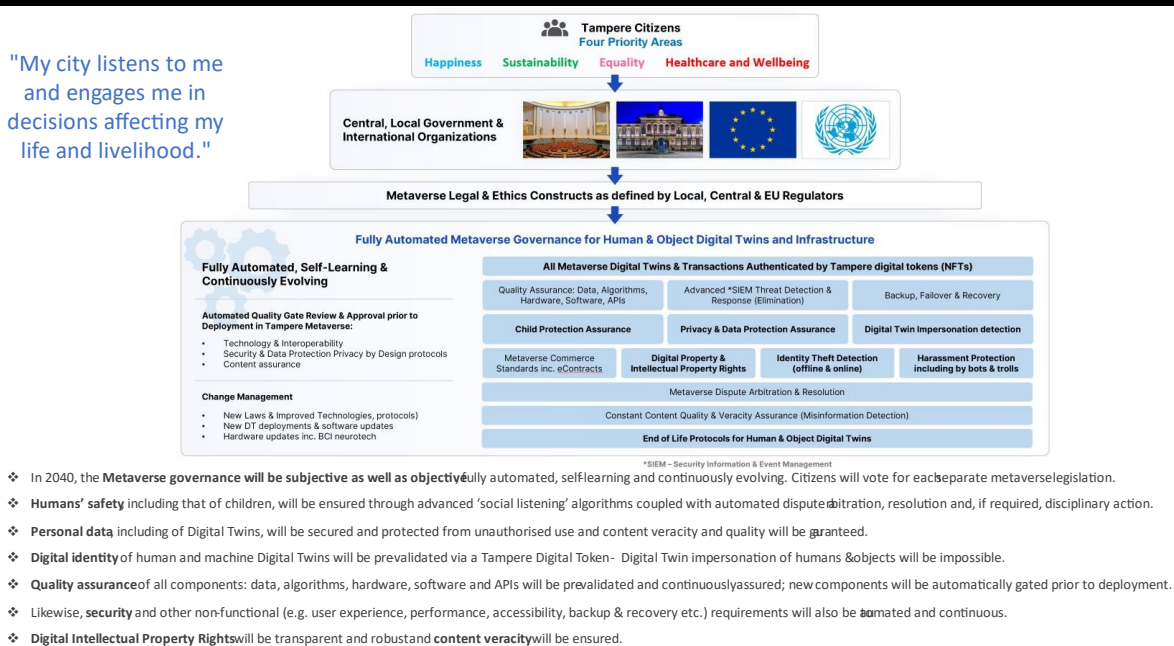 "My city listens to me
and engages me in
decisions affecting my
life and livelihood."
Tampere Citizens
Four Priority Areas
Happiness Sustainability Equality Healthcare and Wellbeing
Central, Local Government &
International Organizations
Metaverse Legal & Ethics Constructs as defined by Local, Central & EU Regulators
Fully Automated Metaverse Governance for Human & Object Digital Twins and Infrastructure
Fully Automated, Self-Learning &
Continuously Evolving
Automated Quality Gate Review & Approval prior to
Deployment in Tampere Metaverse:
• Technology & Interoperability
• Security & Data Protection Privacy by Design protocols
• Content assurance
Change Management
• New Laws & Improved Technologies, protocols)
• New DT deployments & software updates
• Hardware updates inc. BCI neurotech
All Metaverse Digital Twins & Transactions Authenticated by Tampere digital tokens (NFTs)
Quality Assurance: Data, Algorithms,
Hardware, Software, APIs
Advanced *SIEM Threat Detection &
Response (Elimination)
Backup, Failover & Recovery
Child Protection Assurance
Privacy & Data Protection Assurance
Digital Twin Impersonation detection
Metaverse Commerce
Standards inc. eContracts
Digital Property &
Intellectual Property Rights
Identity Theft Detection
(offline & online)
Harassment Protection
including by bots & trolls
Metaverse Dispute Arbitration & Resolution
Constant Content Quality & Veracity Assurance (Misinformation Detection)
End of Life Protocols for Human & Object Digital Twins
*SIEM – Security Information & Event Management
❖ In 2040, the Metaverse governance will be subjective as well as objective, fully automated, self-learning and continuously evolving. Citizens will vote for each separate metaverse legislation.
❖ Humans' safety, including that of children, will be ensured through advanced 'social listening' algorithms coupled with automated dispute arbitration, resolution and, if required, disciplinary action.
❖ Personal data, including of Digital Twins, will be secured and protected from unauthorised use and content veracity and quality will be guaranteed.
❖ Digital identity of human and machine Digital Twins will be prevalidated via a Tampere Digital Token - Digital Twin impersonation of humans & objects will be impossible.
❖ Quality assurance of all components: data, algorithms, hardware, software and APIs will be prevalidated and continuously assured; new components will be automatically gated prior to deployment.
❖ Likewise, security and other non-functional (e.g. user experience, performance, accessibility, backup & recovery etc.) requirements will also be automated and continuous.
❖ Digital Intellectual Property Rights will be transparent and robust and content veracity will be ensured.